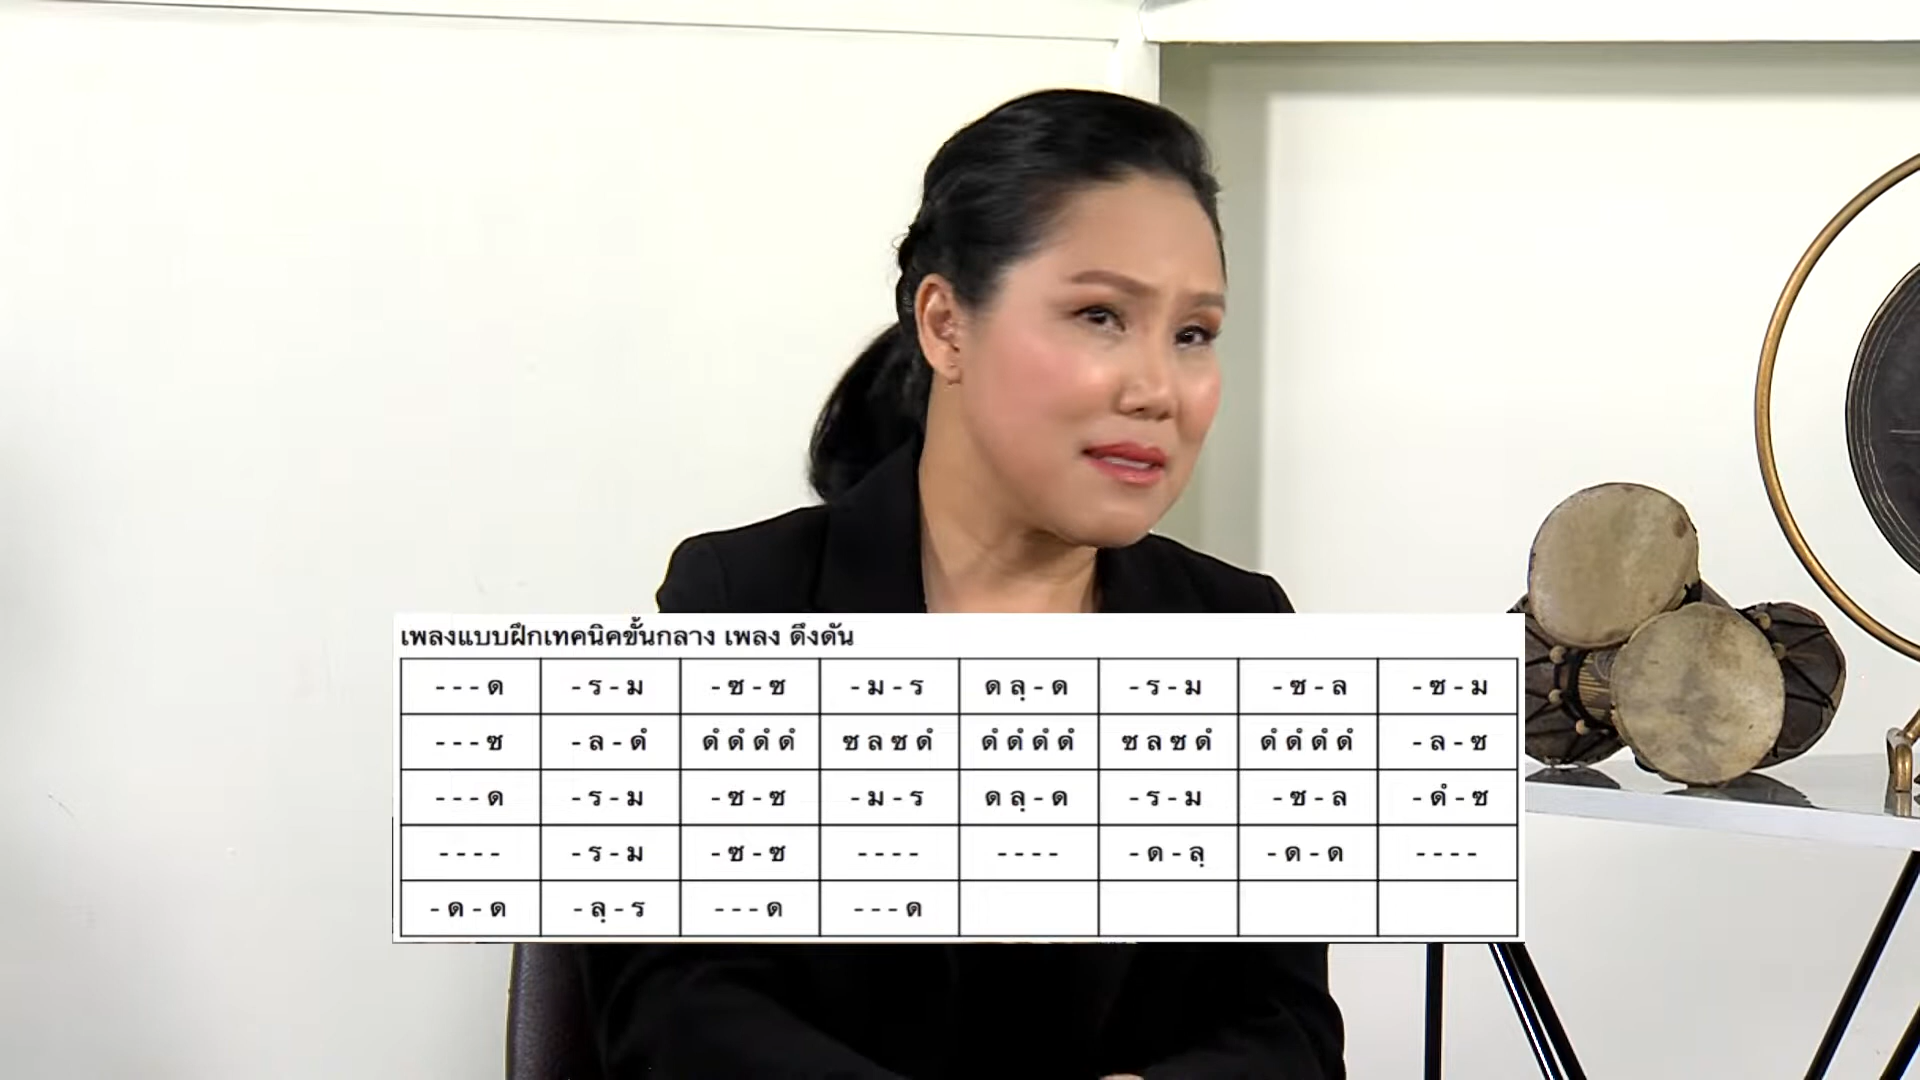 เพลงแบบฝึกเทคนิคขั้นกลาง เพลง ดึงดัน
- - - ด - ร - ม - ซ - ซ - ม - ร ด ลฺ - ด - ร - ม - ซ - ล - ซ - ม
- - - ซ - ล - ดํ ดํ ดํ ดํ ดํ ซ ล ซ ดํ ดํ ดํ ดํ ดํ ซ ล ซ ดํ ดํ ดํ ดํ ดํ - ล - ซ
- - - ด - ร - ม - ซ - ซ - ม - ร ด ลฺ - ด - ร - ม - ซ - ล - ดํ - ซ
- - - - - ร - ม - ซ - ซ - - - - - - - - - ด - ลฺ - ด - ด - - - -
- ด - ด - ลฺ - ร - - - ด - - - ด